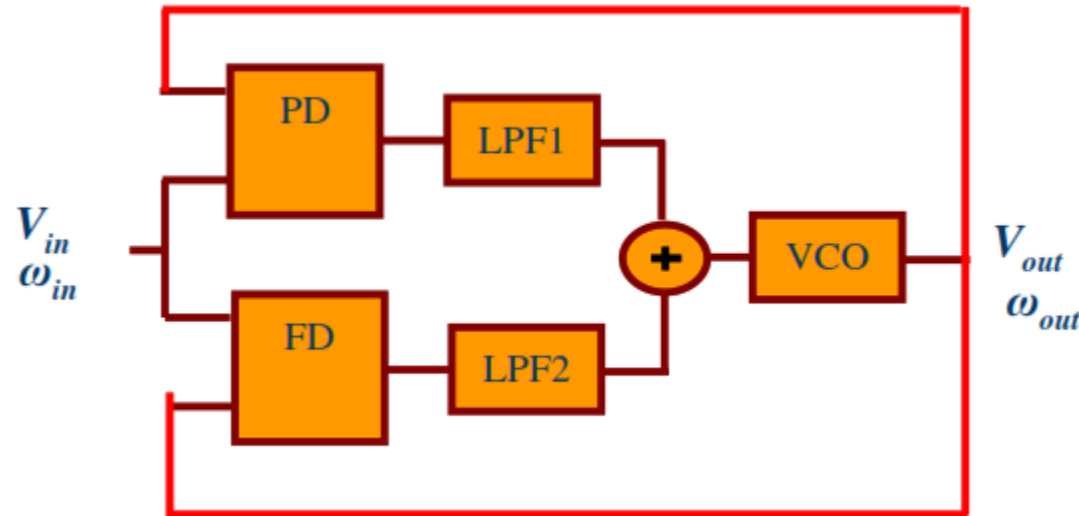 PD
LPF1
V_in
ω_in
+
VCO
V_out
ω_out
FD
LPF2